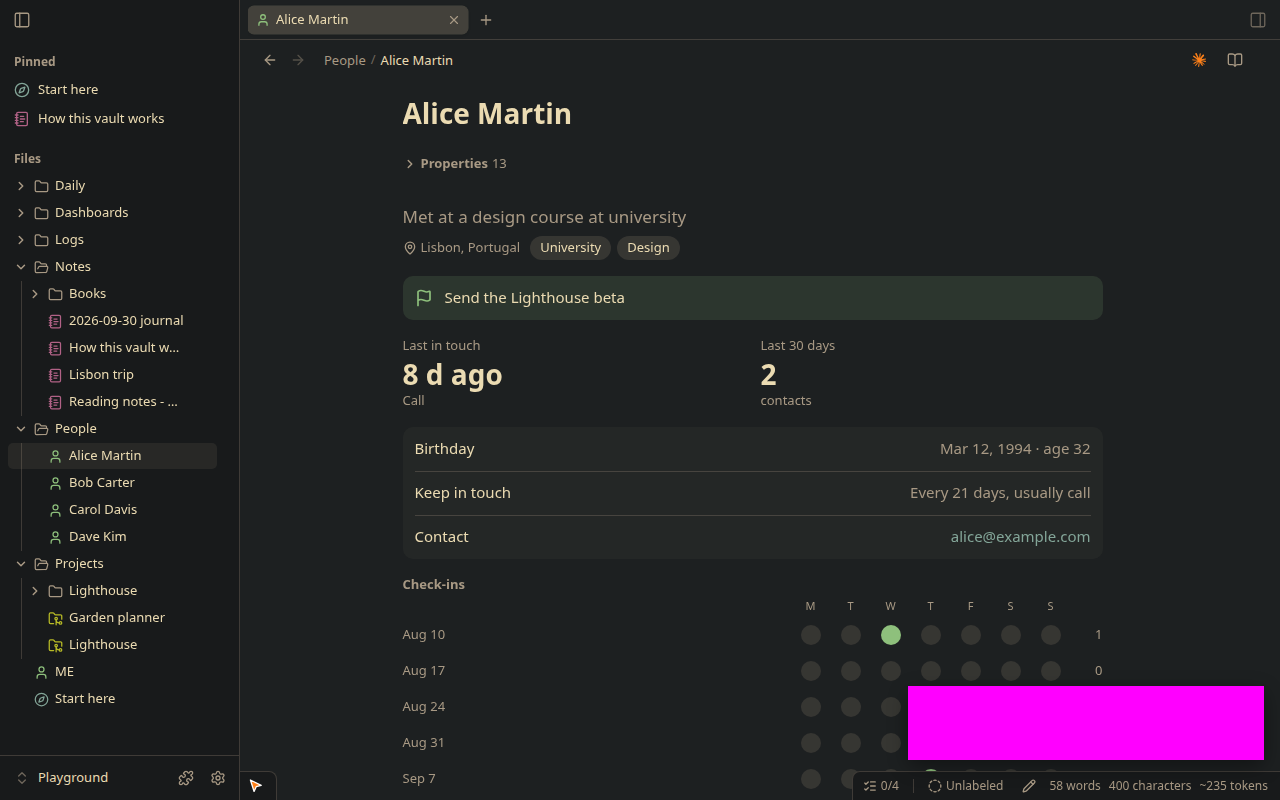 Alice Martin
Pinned
Start here
How this vault works
Files
Daily
Dashboards
Logs
Notes
Books
2026-09-30 journal
How this vault w...
Lisbon trip
Reading notes - ...
People
Alice Martin
Bob Carter
Carol Davis
Dave Kim
Projects
Lighthouse
Garden planner
Lighthouse
ME
Start here
Playground
People / Alice Martin
Alice Martin
Properties 13
Met at a design course at university
Lisbon, Portugal University Design
Send the Lighthouse beta
Last in touch Last 30 days
8 d ago 2
Call contacts
Birthday Mar 12, 1994 · age 32
Keep in touch Every 21 days, usually call
Contact alice@example.com
Check-ins
M T W T F S S
Aug 10 1
Aug 17 0
Aug 24
Aug 31
Sep 7
0/4 Unlabeled 58 words 400 characters ~235 tokens